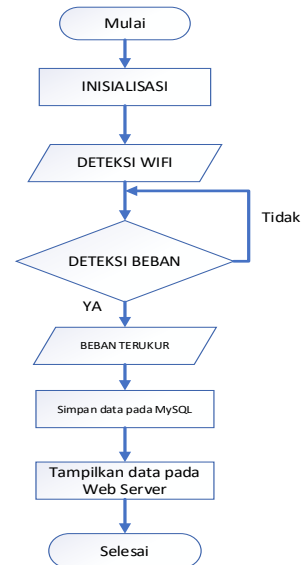 Mulai
INISIALISASI
DETEKSI WIFI
Tidak
DETEKSI BEBAN
YA
BEBAN TERUKUR
Simpan data pada MySQL
Tampilkan data pada
Web Server
Selesai